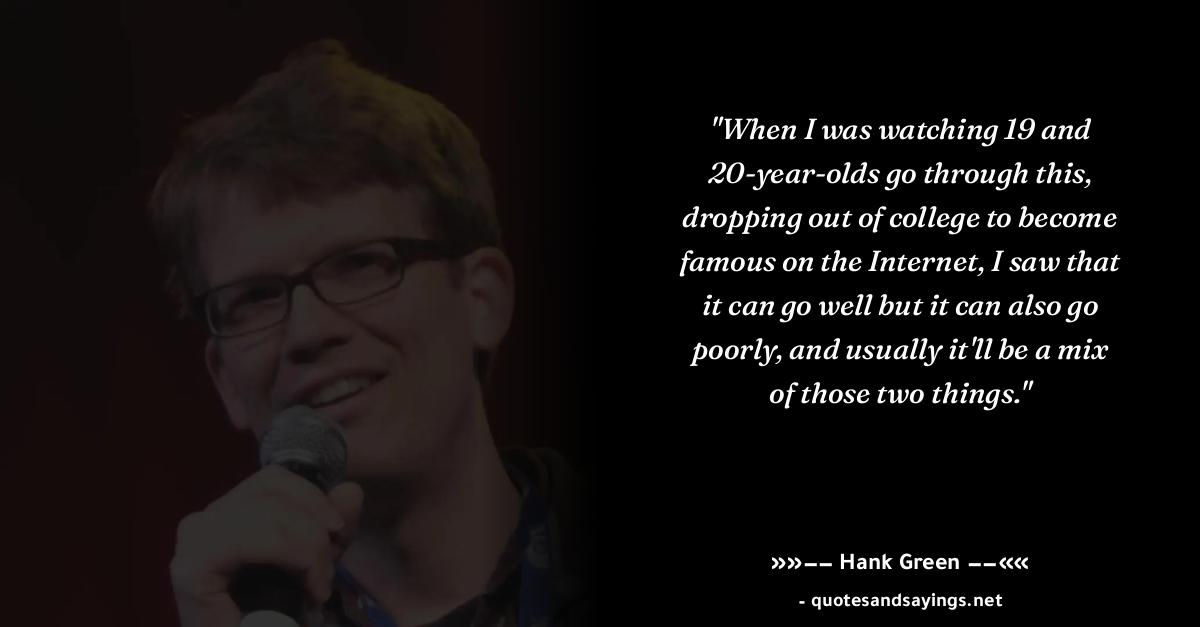 "When I was watching 19 and
20-year-olds go through this,
dropping out of college to become
famous on the Internet, I saw that
it can go well but it can also go
poorly, and usually it'll be a mix
of those two things."
»»–– Hank Green ––««
- quotesandsayings.net